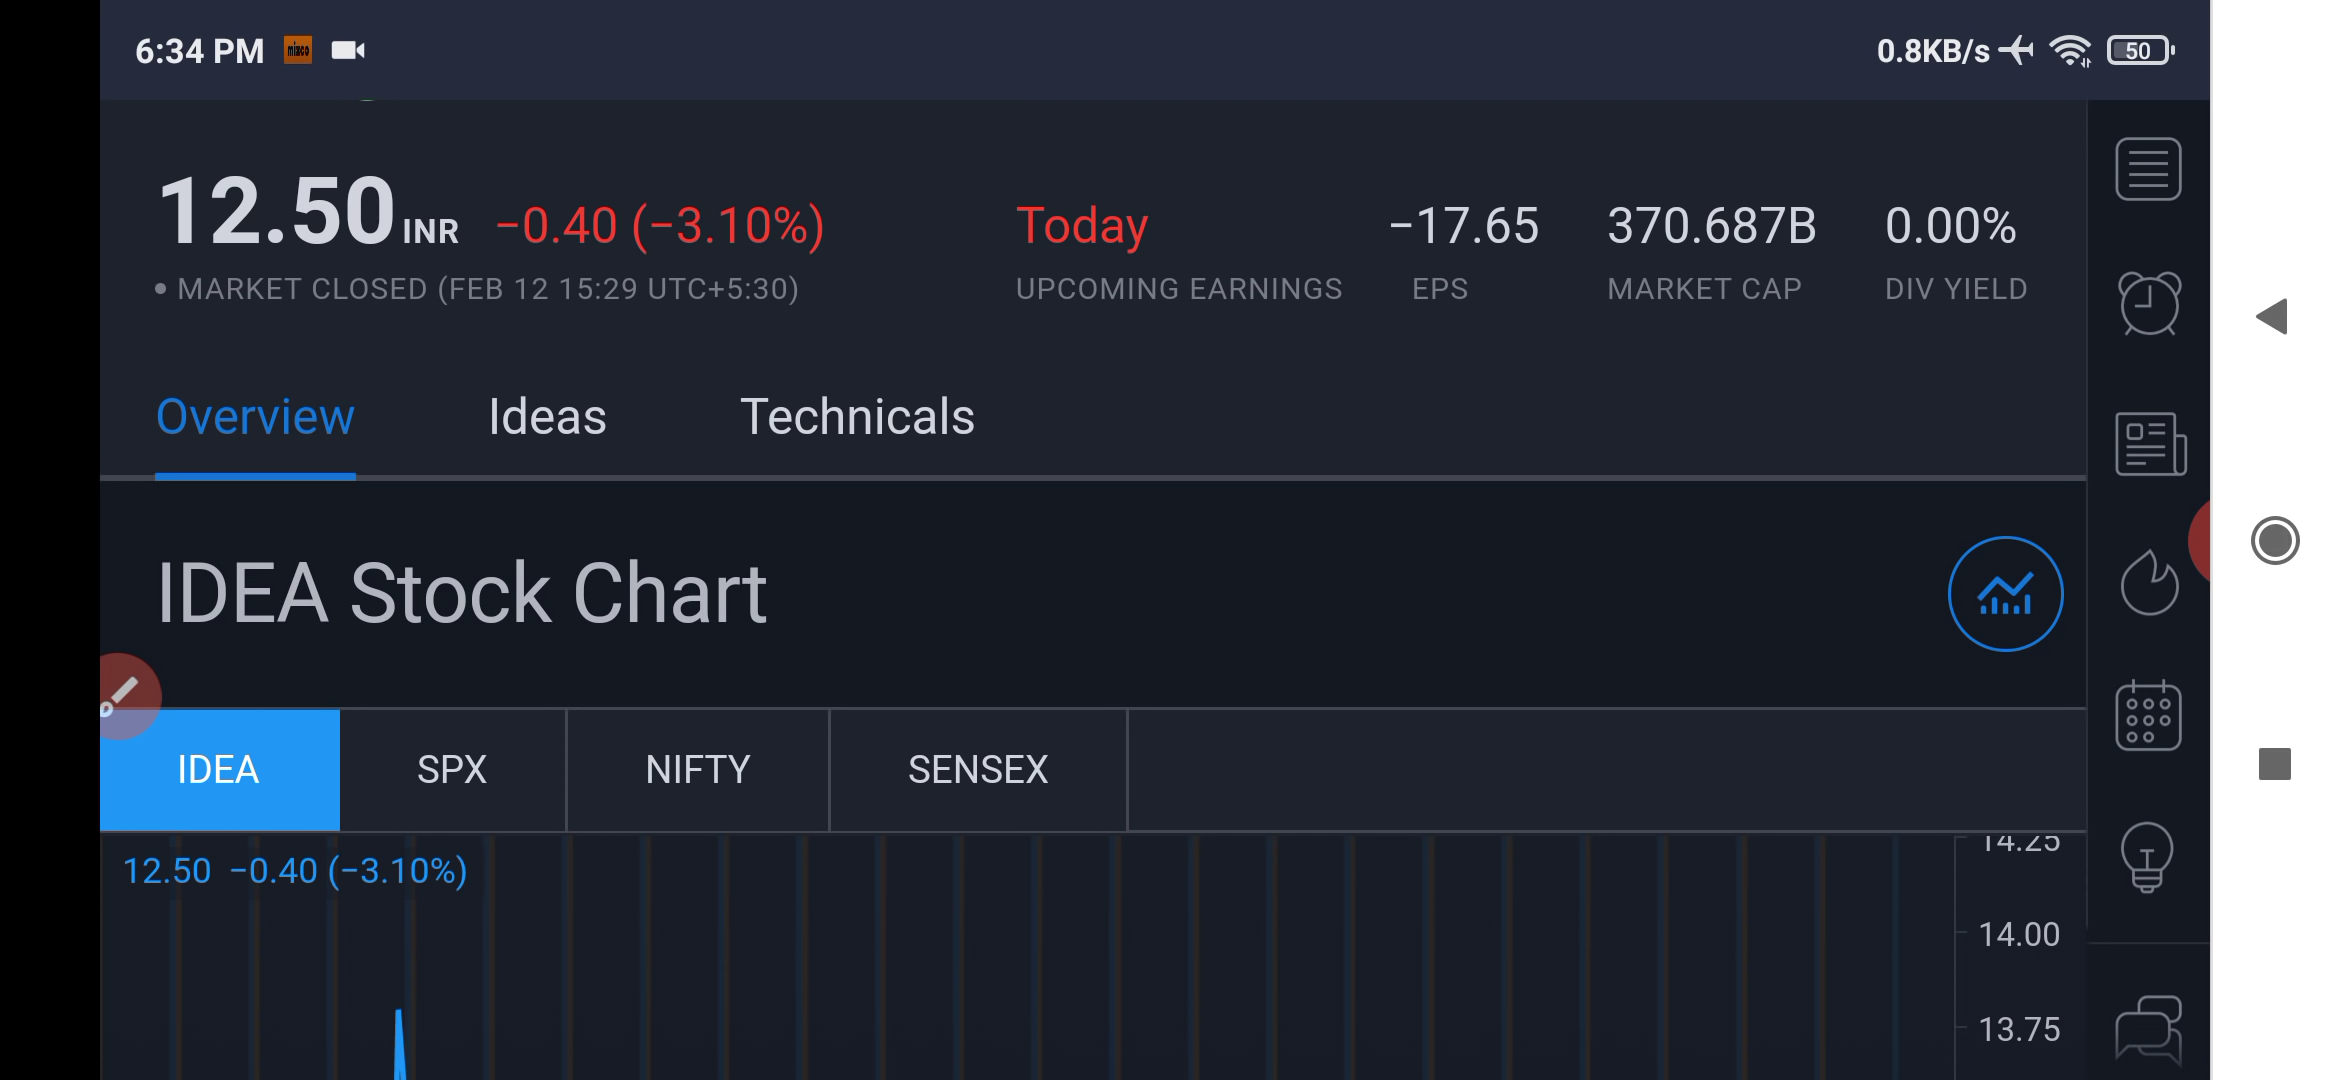 6:34 PM
0.8KB/s 50
12.50 INR −0.40 (−3.10%) Today −17.65 370.687B 0.00%
MARKET CLOSED (FEB 12 15:29 UTC+5:30) UPCOMING EARNINGS EPS MARKET CAP DIV YIELD
Overview Ideas Technicals
IDEA Stock Chart
IDEA SPX NIFTY SENSEX
12.50 −0.40 (−3.10%)
14.25
14.00
13.75